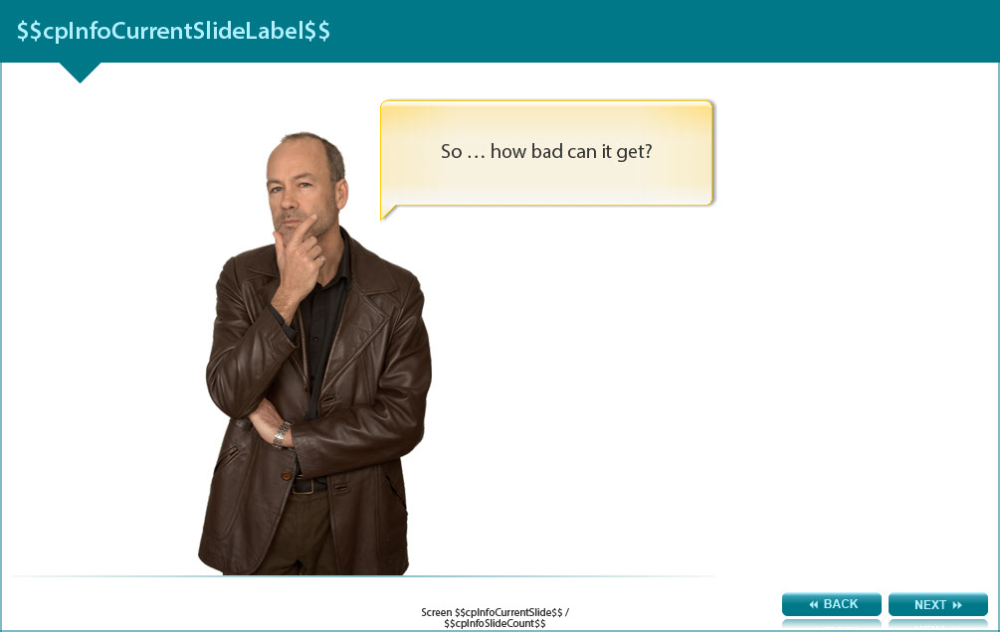 $$cpInfoCurrentSlideLabel$$
So … how bad can it get?
Screen $$cpInfoCurrentSlide$$ /
$$cpInfoSlideCount$$
BACK
NEXT